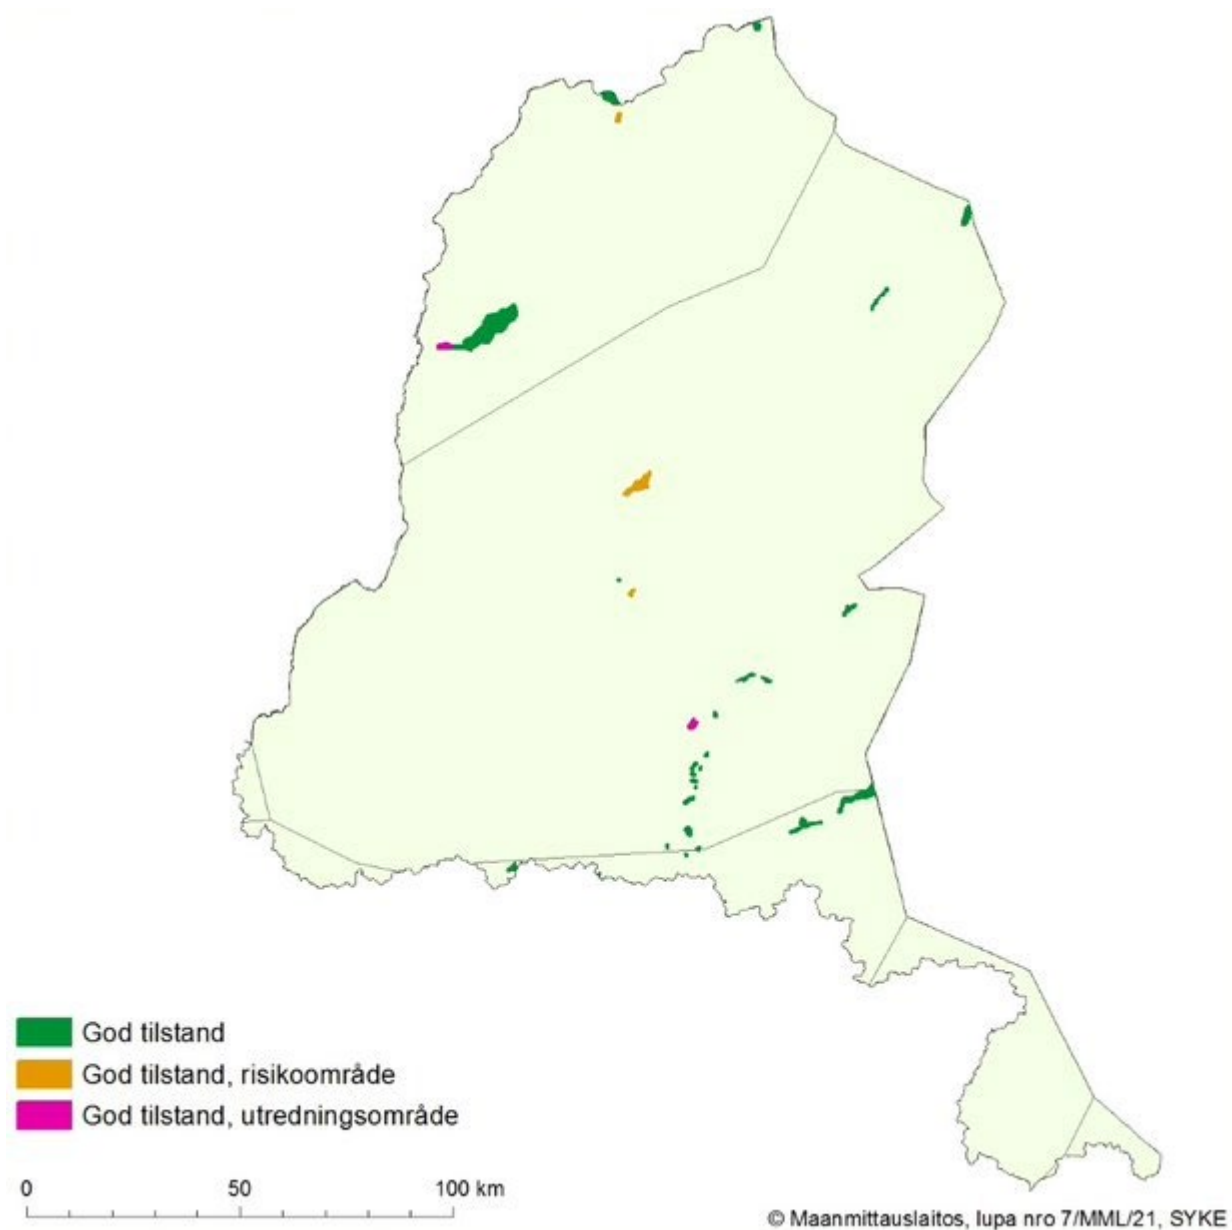 God tilstand
God tilstand, risikoområde
God tilstand, utredningsområde
0 50 100 km
© Maanmittauslaitos, lupa nro 7/MML/21, SYKE